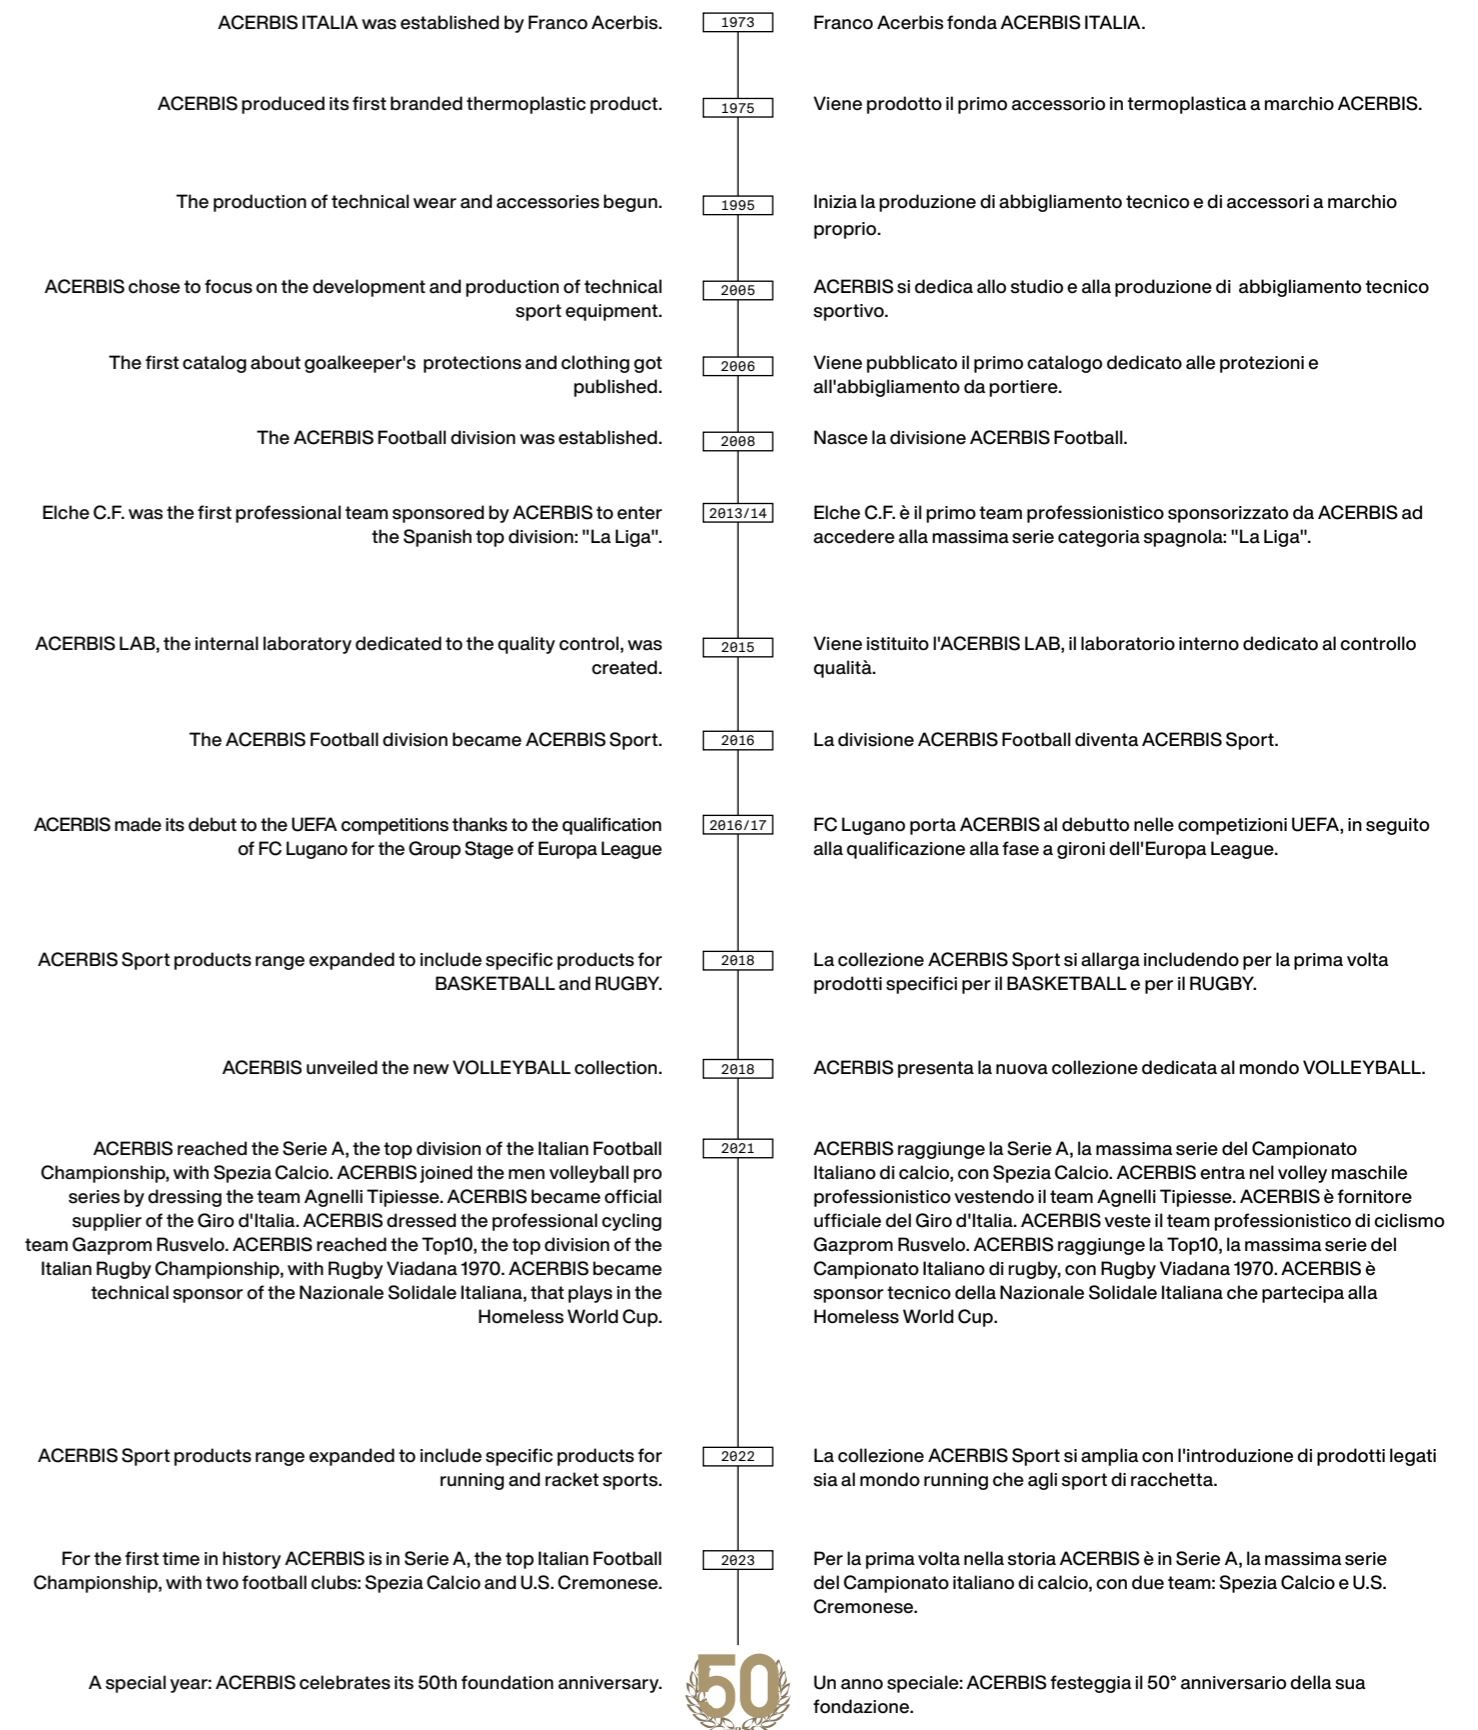 ACERBIS ITALIA was established by Franco Acerbis.
1973
Franco Acerbis fonda ACERBIS ITALIA.
ACERBIS produced its first branded thermoplastic product.
1975
Viene prodotto il primo accessorio in termoplastica a marchio ACERBIS.
The production of technical wear and accessories begun.
1995
Inizia la produzione di abbigliamento tecnico e di accessori a marchio
proprio.
ACERBIS chose to focus on the development and production of technical
sport equipment.
2005
ACERBIS si dedica allo studio e alla produzione di abbigliamento tecnico
sportivo.
The first catalog about goalkeeper's protections and clothing got
published.
2006
Viene pubblicato il primo catalogo dedicato alle protezioni e
all'abbigliamento da portiere.
The ACERBIS Football division was established.
2008
Nasce la divisione ACERBIS Football.
Elche C.F. was the first professional team sponsored by ACERBIS to enter
the Spanish top division: "La Liga".
2013/14
Elche C.F. è il primo team professionistico sponsorizzato da ACERBIS ad
accedere alla massima serie categoria spagnola: "La Liga".
ACERBIS LAB, the internal laboratory dedicated to the quality control, was
created.
2015
Viene istituito l'ACERBIS LAB, il laboratorio interno dedicato al controllo
qualità.
The ACERBIS Football division became ACERBIS Sport.
2016
La divisione ACERBIS Football diventa ACERBIS Sport.
ACERBIS made its debut to the UEFA competitions thanks to the qualification
of FC Lugano for the Group Stage of Europa League
2016/17
FC Lugano porta ACERBIS al debutto nelle competizioni UEFA, in seguito
alla qualificazione alla fase a gironi dell'Europa League.
ACERBIS Sport products range expanded to include specific products for
BASKETBALL and RUGBY.
2018
La collezione ACERBIS Sport si allarga includendo per la prima volta
prodotti specifici per il BASKETBALL e per il RUGBY.
ACERBIS unveiled the new VOLLEYBALL collection.
2018
ACERBIS presenta la nuova collezione dedicata al mondo VOLLEYBALL.
ACERBIS reached the Serie A, the top division of the Italian Football
Championship, with Spezia Calcio. ACERBIS joined the men volleyball pro
series by dressing the team Agnelli Tipiesse. ACERBIS became official
supplier of the Giro d'Italia. ACERBIS dressed the professional cycling
team Gazprom Rusvelo. ACERBIS reached the Top10, the top division of the
Italian Rugby Championship, with Rugby Viadana 1970. ACERBIS became
technical sponsor of the Nazionale Solidale Italiana, that plays in the
Homeless World Cup.
2021
ACERBIS raggiunge la Serie A, la massima serie del Campionato
Italiano di calcio, con Spezia Calcio. ACERBIS entra nel volley maschile
professionistico vestendo il team Agnelli Tipiesse. ACERBIS è fornitore
ufficiale del Giro d'Italia. ACERBIS veste il team professionistico di ciclismo
Gazprom Rusvelo. ACERBIS raggiunge la Top10, la massima serie del
Campionato Italiano di rugby, con Rugby Viadana 1970. ACERBIS è
sponsor tecnico della Nazionale Solidale Italiana che partecipa alla
Homeless World Cup.
ACERBIS Sport products range expanded to include specific products for
running and racket sports.
2022
La collezione ACERBIS Sport si amplia con l'introduzione di prodotti legati
sia al mondo running che agli sport di racchetta.
For the first time in history ACERBIS is in Serie A, the top Italian Football
Championship, with two football clubs: Spezia Calcio and U.S. Cremonese.
2023
Per la prima volta nella storia ACERBIS è in Serie A, la massima serie
del Campionato italiano di calcio, con due team: Spezia Calcio e U.S.
Cremonese.
A special year: ACERBIS celebrates its 50th foundation anniversary.
50
Un anno speciale: ACERBIS festeggia il 50° anniversario della sua
fondazione.